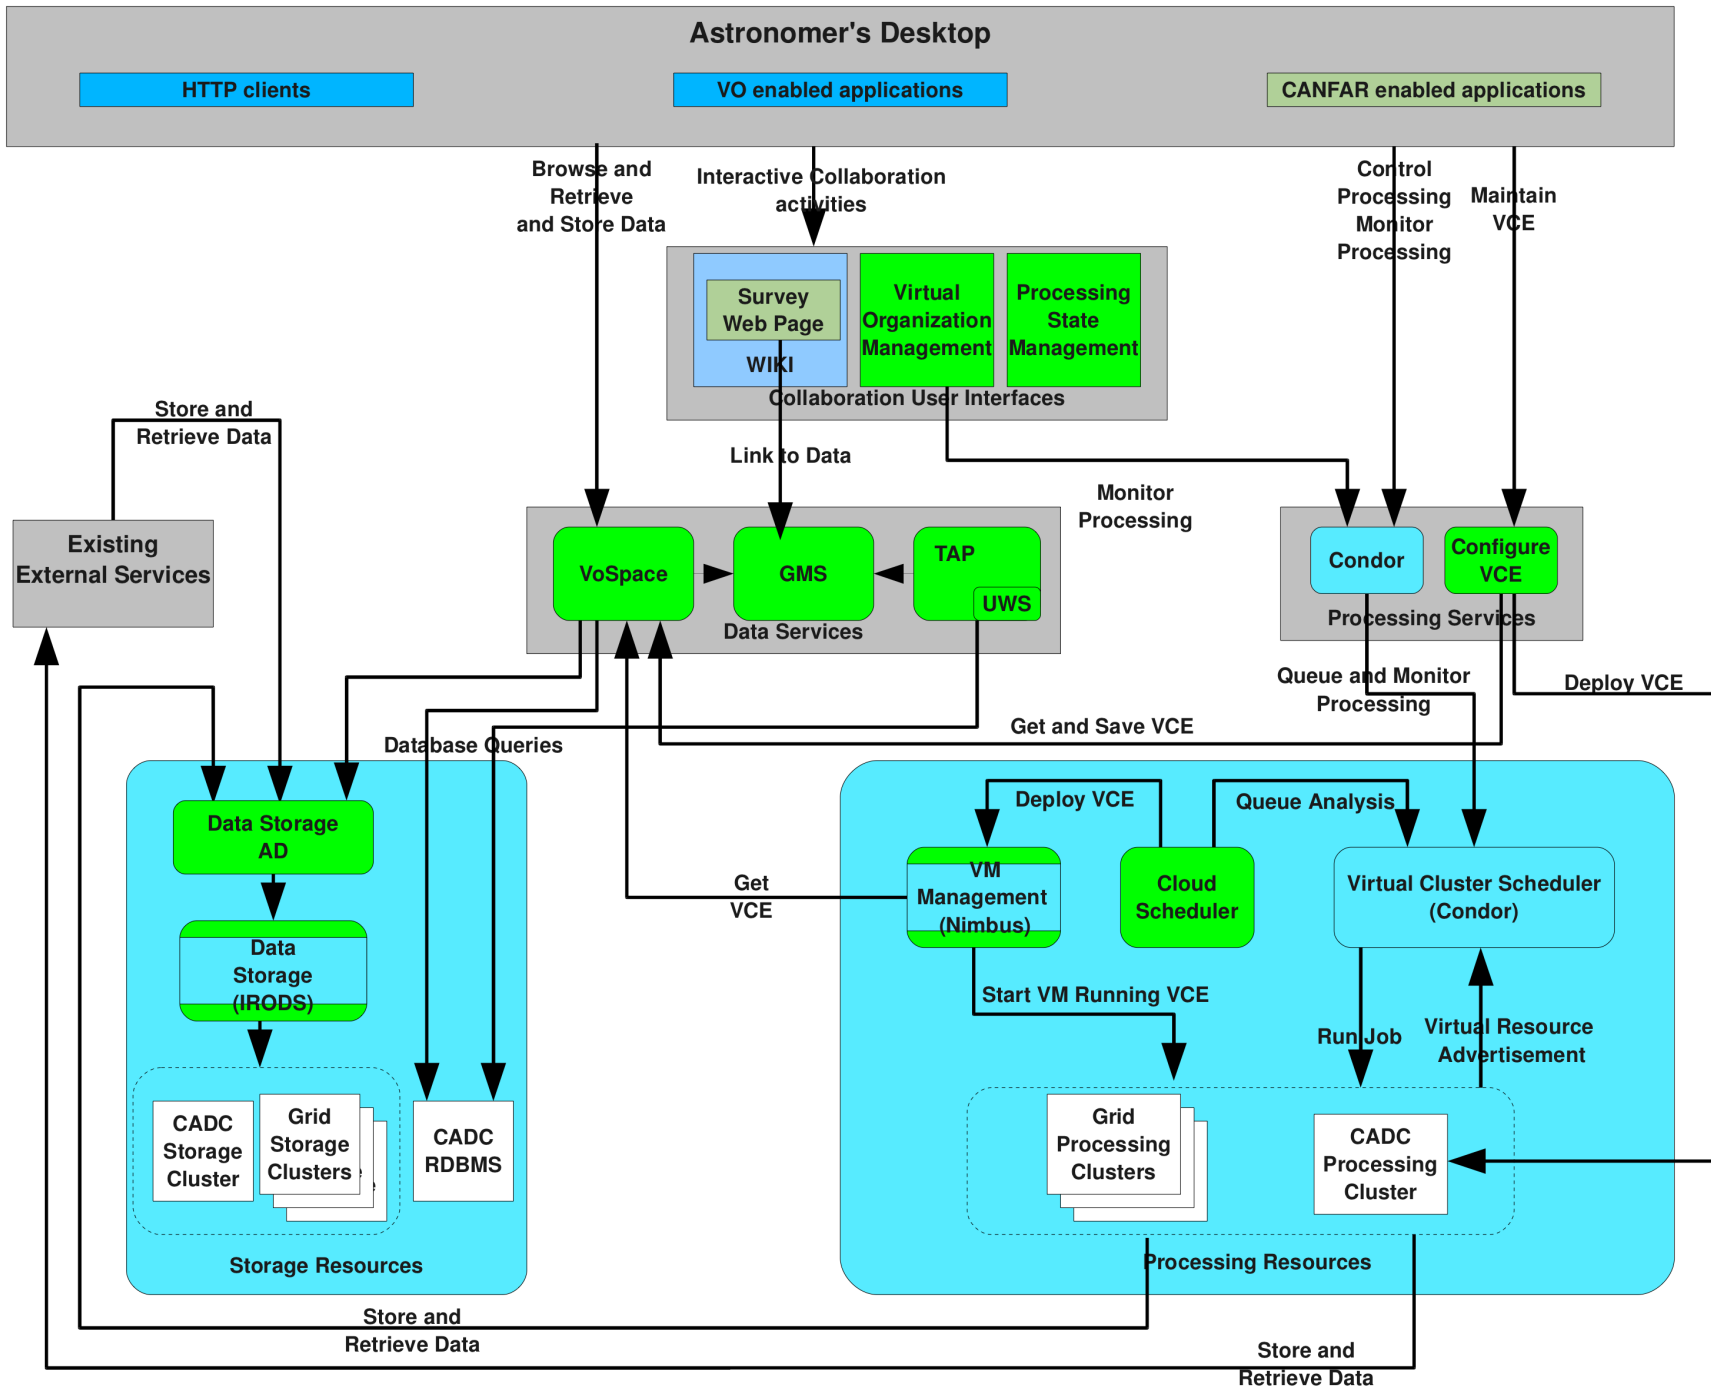 Astronomer's Desktop
HTTP clients
VO enabled applications
CANFAR enabled applications
Browse and
Retrieve
and Store Data
Interactive Collaboration
activities
Control
Processing
Monitor
Processing
Maintain
VCE
Survey
Web Page
WIKI
Virtual
Organization
Management
Processing
State
Management
Collaboration User Interfaces
Store and
Retrieve Data
Link to Data
Monitor
Processing
Existing
External Services
VoSpace
GMS
TAP
UWS
Data Services
Condor
Configure
VCE
Processing Services
Queue and Monitor
Processing
Deploy VCE
Get and Save VCE
Database Queries
Data Storage
AD
Data
Storage
(IRODS)
CADC
Storage
Cluster
Grid
Storage
Clusters
e
e
CADC
RDBMS
Storage Resources
Get
VCE
Deploy VCE
Queue Analysis
VM
Management
(Nimbus)
Cloud
Scheduler
Virtual Cluster Scheduler
(Condor)
Start VM Running VCE
Run Job
Virtual Resource
Advertisement
Grid
Processing
Clusters
CADC
Processing
Cluster
Processing Resources
Store and
Retrieve Data
Store and
Retrieve Data